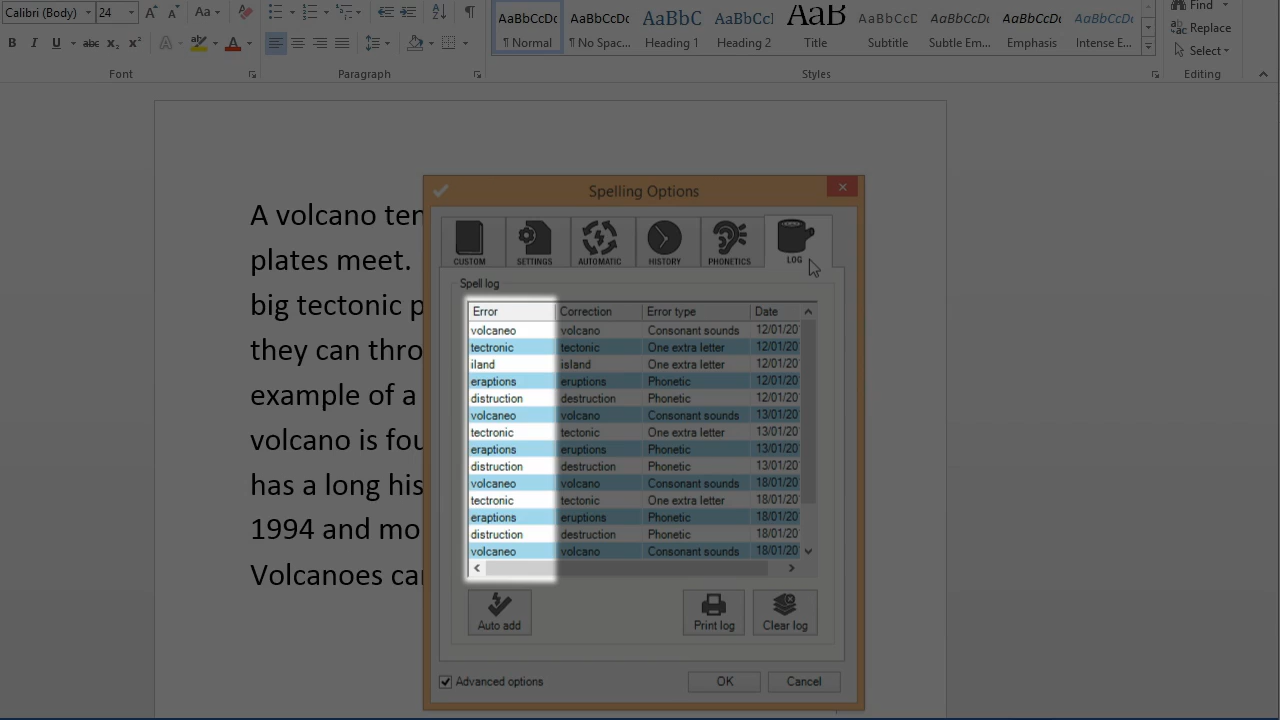 Calibri (Body) 24 Aa Find
AaBbCcDc AaBbCcDc AaBbC AaBbCcI AaB AaBbCcD AaBbCcDc AaBbCcDc AaBbCcDc Replace
B I U abc x₂ x² A aby A ¶ Normal ¶ No Spac... Heading 1 Heading 2 Title Subtitle Subtle Em... Emphasis Intense E... Select
Font Paragraph Styles Editing
A volcano ten
plates meet.
big tectonic p
they can thro
example of a
volcano is fou
has a long his
1994 and mo
Volcanoes can
Spelling Options
CUSTOM SETTINGS AUTOMATIC HISTORY PHONETICS LOG
Spell log
Error Correction Error type Date
volcaneo volcano Consonant sounds 12/01/20
tectronic tectonic One extra letter 12/01/20
iland island One extra letter 12/01/20
eraptions eruptions Phonetic 12/01/20
distruction destruction Phonetic 12/01/20
volcaneo volcano Consonant sounds 13/01/20
tectronic tectonic One extra letter 13/01/20
eraptions eruptions Phonetic 13/01/20
distruction destruction Phonetic 13/01/20
volcaneo volcano Consonant sounds 18/01/20
tectronic tectonic One extra letter 18/01/20
eraptions eruptions Phonetic 18/01/20
distruction destruction Phonetic 18/01/20
volcaneo volcano Consonant sounds 18/01/20
Auto add Print log Clear log
Advanced options OK Cancel